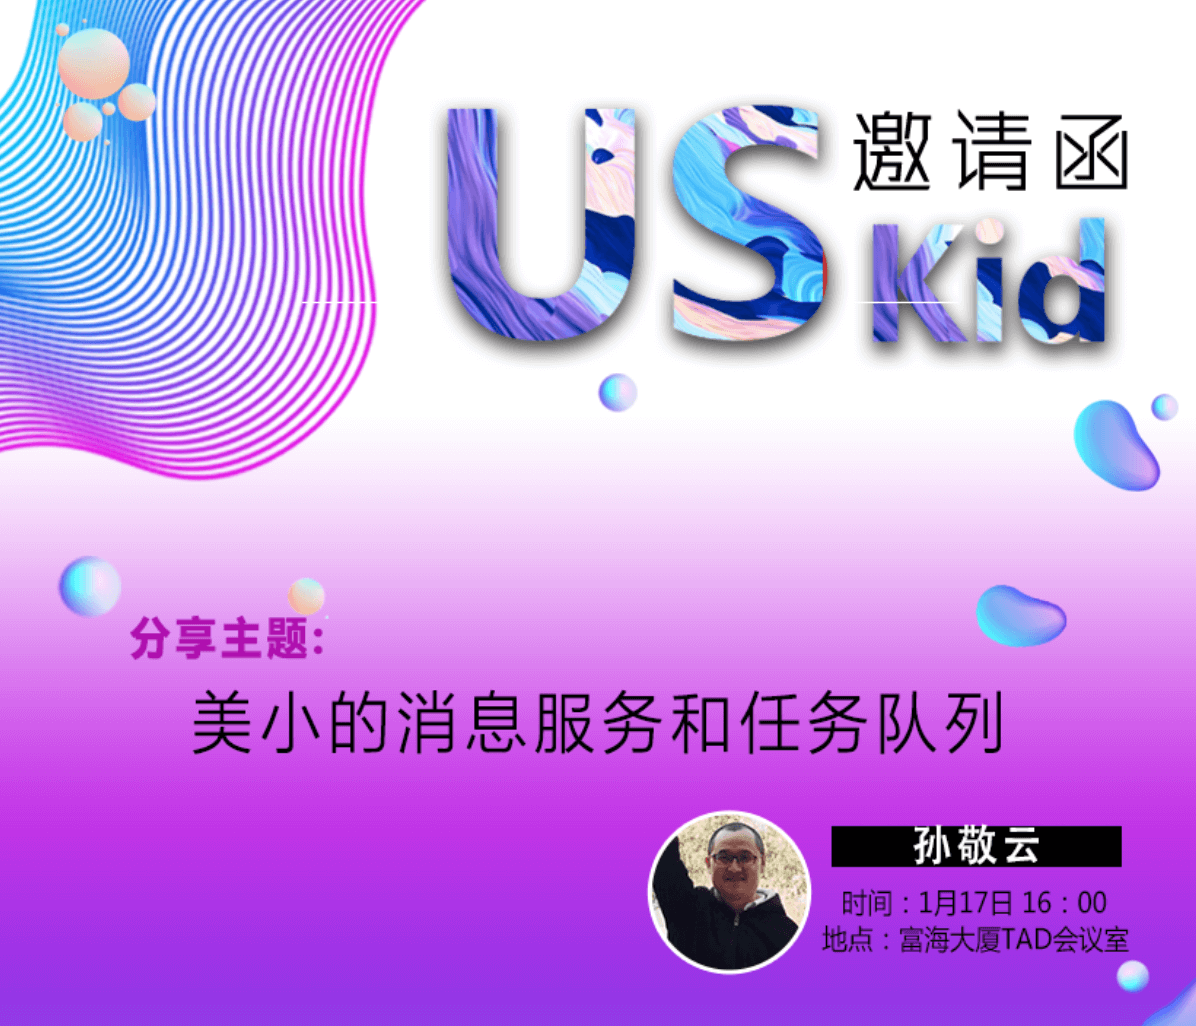 US
邀请函
Kid
分享主题:
美小的消息服务和任务队列
孙敬云
时间：1月17日 16：00
地点：富海大厦TAD会议室